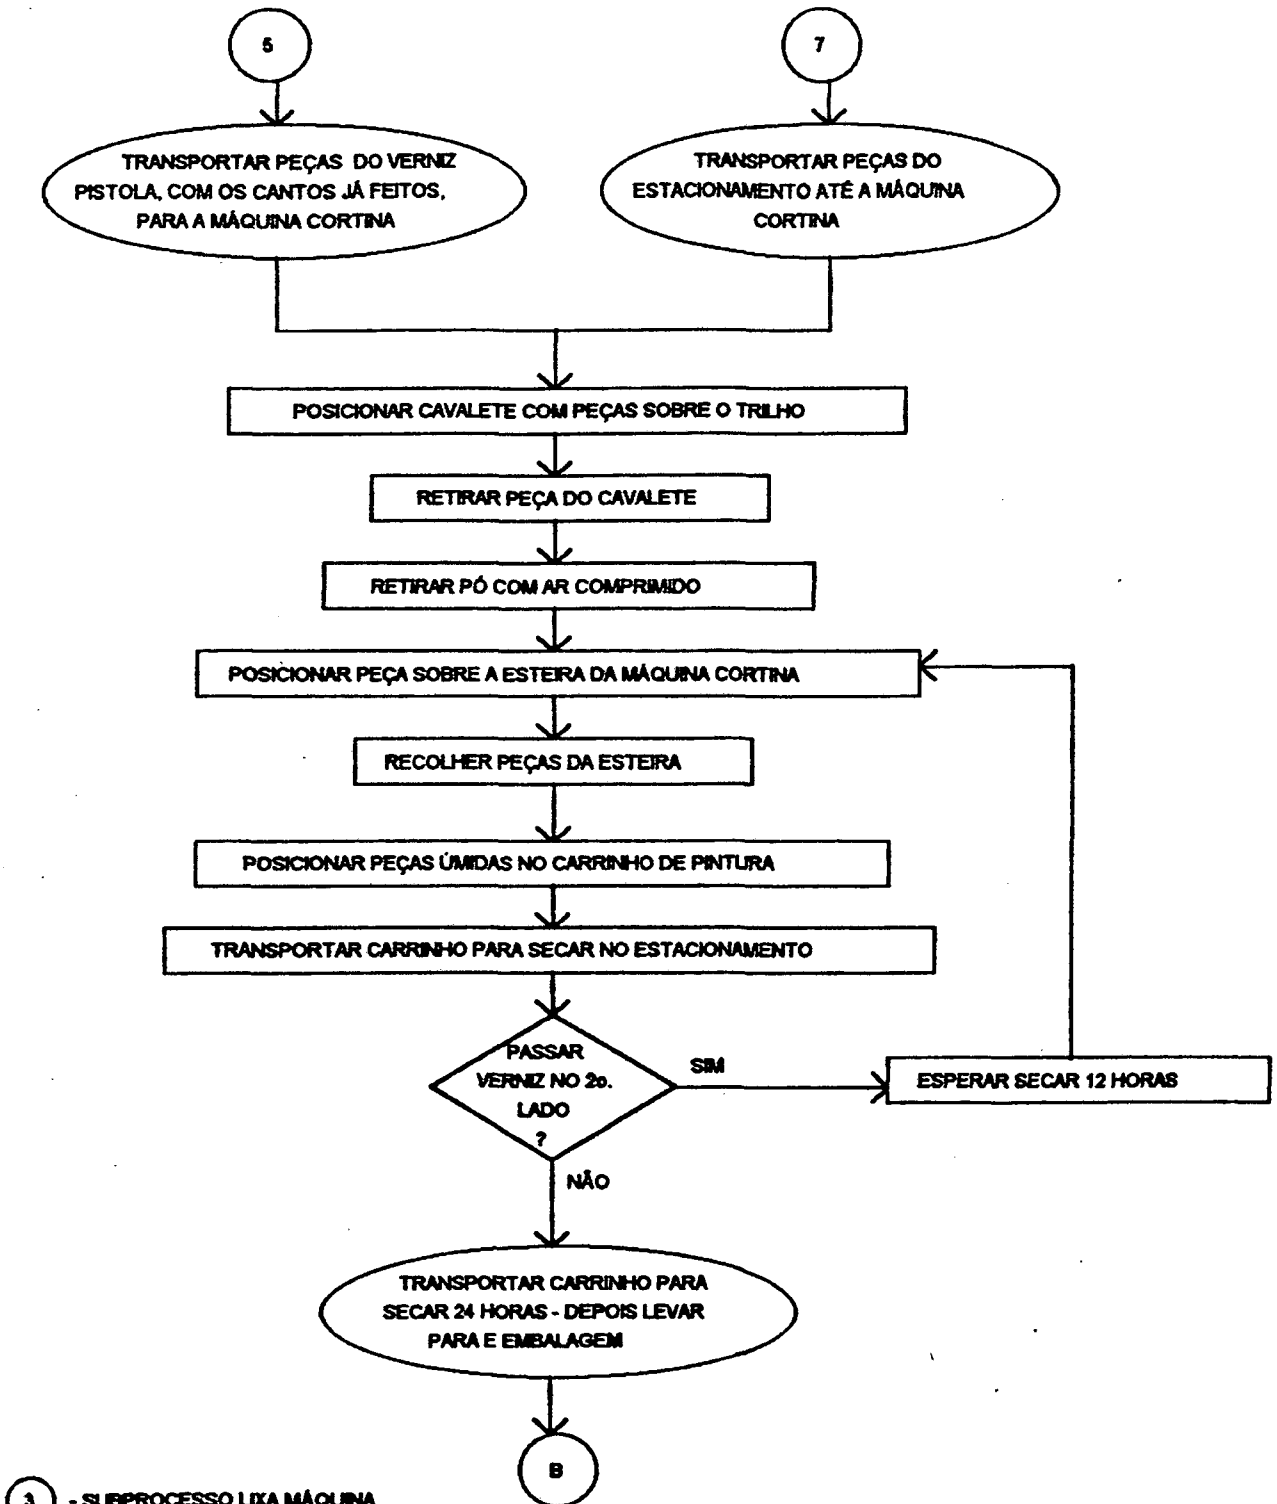 5
7
TRANSPORTAR PEÇAS DO VERNIZ
PISTOLA, COM OS CANTOS JÁ FEITOS,
PARA A MÁQUINA CORTINA
TRANSPORTAR PEÇAS DO
ESTACIONAMENTO ATÉ A MÁQUINA
CORTINA
POSICIONAR CAVALETE COM PEÇAS SOBRE O TRILHO
RETIRAR PEÇA DO CAVALETE
RETIRAR PÓ COM AR COMPRIMIDO
POSICIONAR PEÇA SOBRE A ESTEIRA DA MÁQUINA CORTINA
RECOLHER PEÇAS DA ESTEIRA
POSICIONAR PEÇAS ÚMIDAS NO CARRINHO DE PINTURA
TRANSPORTAR CARRINHO PARA SECAR NO ESTACIONAMENTO
PASSAR
VERNIZ NO 2o.
LADO
?
SIM
ESPERAR SECAR 12 HORAS
NÃO
TRANSPORTAR CARRINHO PARA
SECAR 24 HORAS - DEPOIS LEVAR
PARA E EMBALAGEM
B
3 - SUBPROCESSO LIXA MÁQUINA